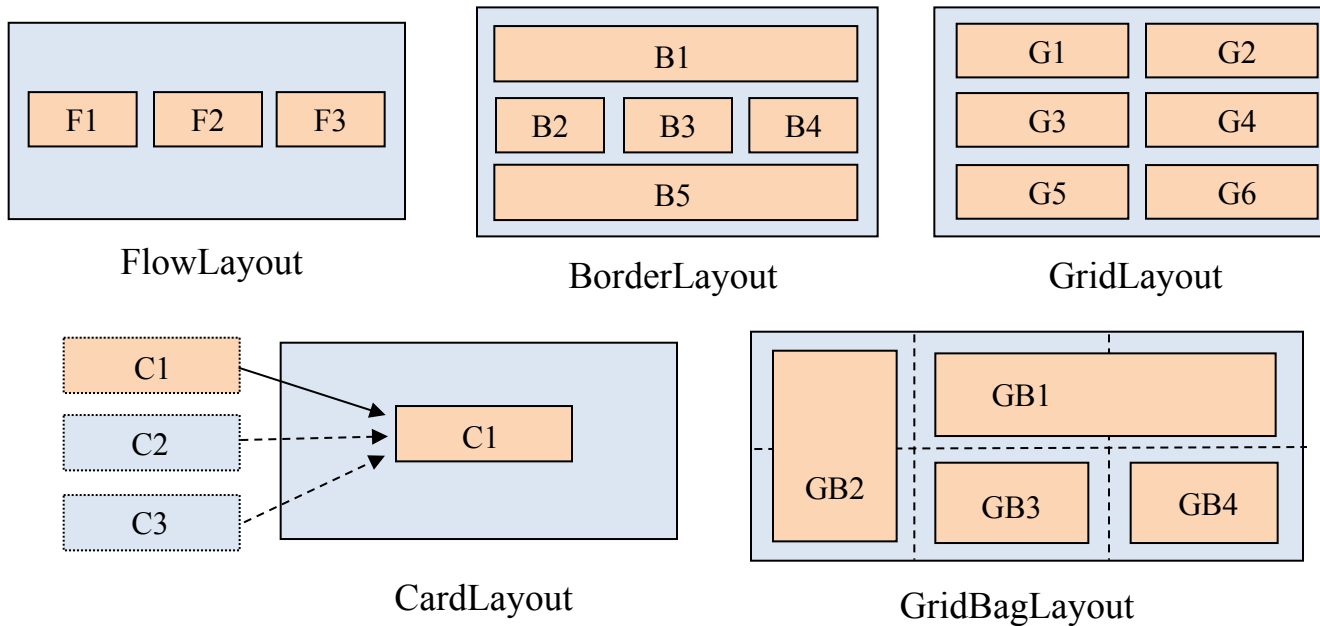 F1 F2 F3
FlowLayout
B1
B2 B3 B4
B5
BorderLayout
G1 G2
G3 G4
G5 G6
GridLayout
C1
C2
C3
C1
CardLayout
GB1
GB2
GB3
GB4
GridBagLayout